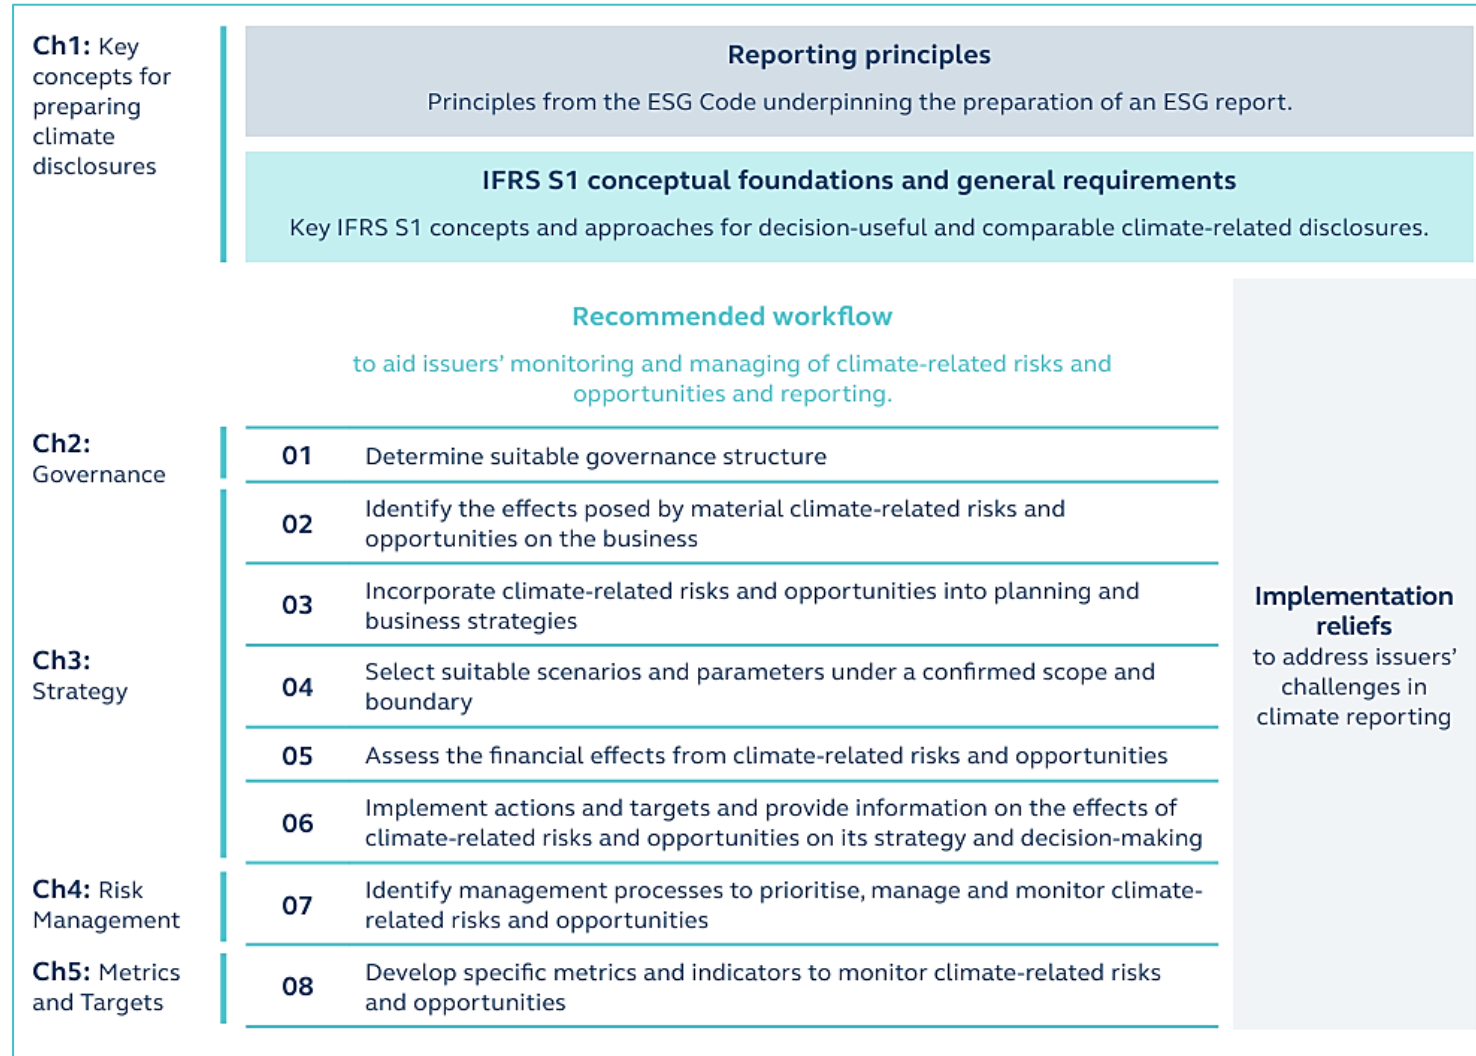 Ch1: Key
concepts for
preparing
climate
disclosures
Reporting principles
Principles from the ESG Code underpinning the preparation of an ESG report.
IFRS S1 conceptual foundations and general requirements
Key IFRS S1 concepts and approaches for decision-useful and comparable climate-related disclosures.
Recommended workflow
to aid issuers’ monitoring and managing of climate-related risks and
opportunities and reporting.
Ch2:
Governance
01
Determine suitable governance structure
Ch3:
Strategy
02
Identify the effects posed by material climate-related risks and
opportunities on the business
03
Incorporate climate-related risks and opportunities into planning and
business strategies
04
Select suitable scenarios and parameters under a confirmed scope and
boundary
05
Assess the financial effects from climate-related risks and opportunities
06
Implement actions and targets and provide information on the effects of
climate-related risks and opportunities on its strategy and decision-making
Ch4: Risk
Management
07
Identify management processes to prioritise, manage and monitor climate-
related risks and opportunities
Ch5: Metrics
and Targets
08
Develop specific metrics and indicators to monitor climate-related risks
and opportunities
Implementation
reliefs
to address issuers’
challenges in
climate reporting